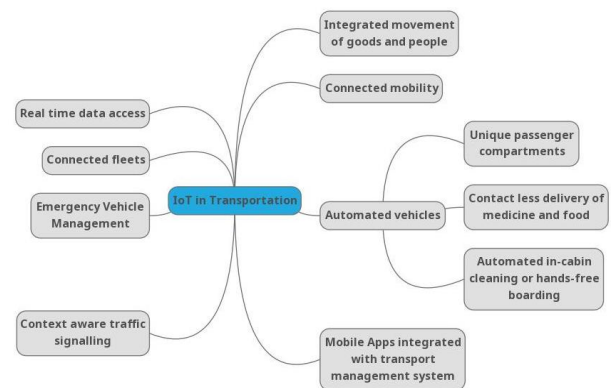 Integrated movement
of goods and people
Connected mobility
Real time data access
Unique passenger
compartments
Connected fleets
IoT in Transportation
Emergency Vehicle
Management
Automated vehicles
Contact less delivery of
medicine and food
Automated in-cabin
cleaning or hands-free
boarding
Context aware traffic
signalling
Mobile Apps integrated
with transport
management system